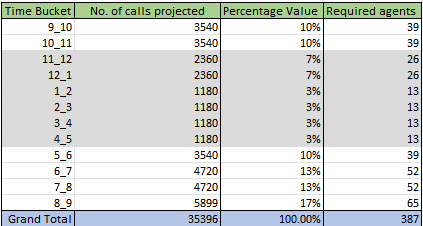 Time Bucket No. of calls projected Percentage Value Required agents
9_10 3540 10% 39
10_11 3540 10% 39
11_12 2360 7% 26
12_1 2360 7% 26
1_2 1180 3% 13
2_3 1180 3% 13
3_4 1180 3% 13
4_5 1180 3% 13
5_6 3540 10% 39
6_7 4720 13% 52
7_8 4720 13% 52
8_9 5899 17% 65
Grand Total 35396 100.00% 387